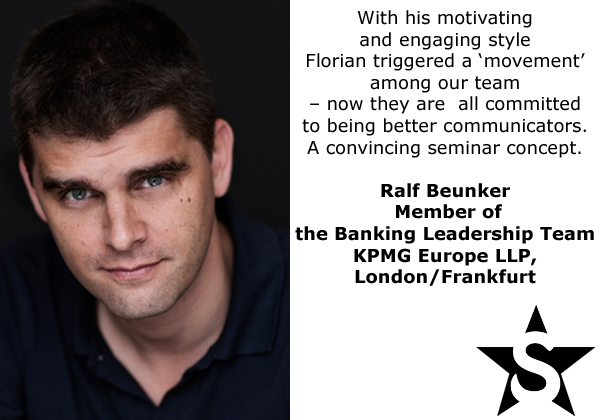 With his motivating
and engaging style
Florian triggered a ‘movement’
among our team
– now they are  all committed
to being better communicators.
A convincing seminar concept.
Ralf Beunker
Member of
the Banking Leadership Team
KPMG Europe LLP,
London/Frankfurt
S